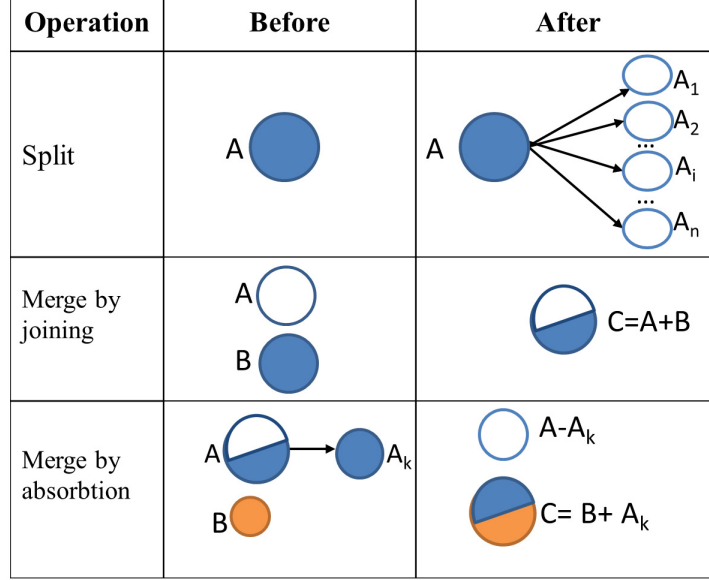 Operation Before After
Split A A A₁
A₂
...
Aᵢ
...
Aₙ
Merge by
joining
A
B
C=A+B
Merge by
absorbtion
A Aₖ
B
A-Aₖ
C= B+ Aₖ